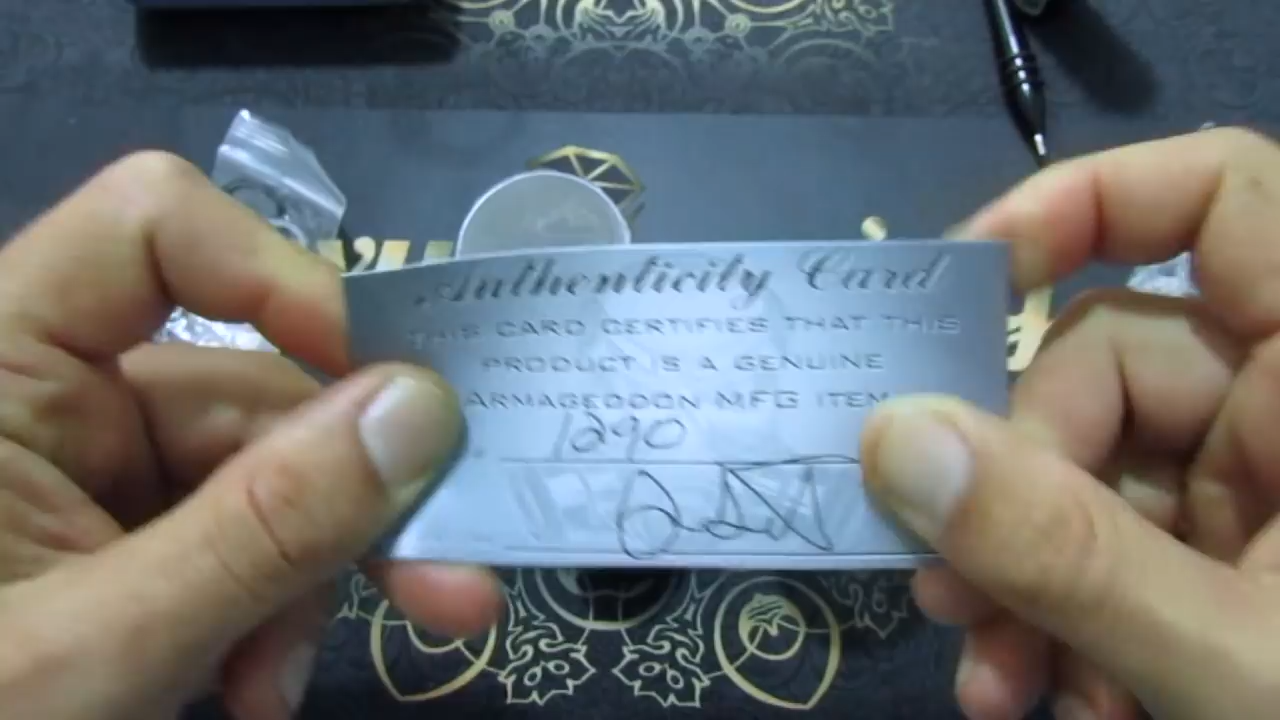 Authenticity Card
THIS CARD CERTIFIES THAT THIS
PRODUCT IS A GENUINE
ARMAGEDDON MFG ITEM
1290